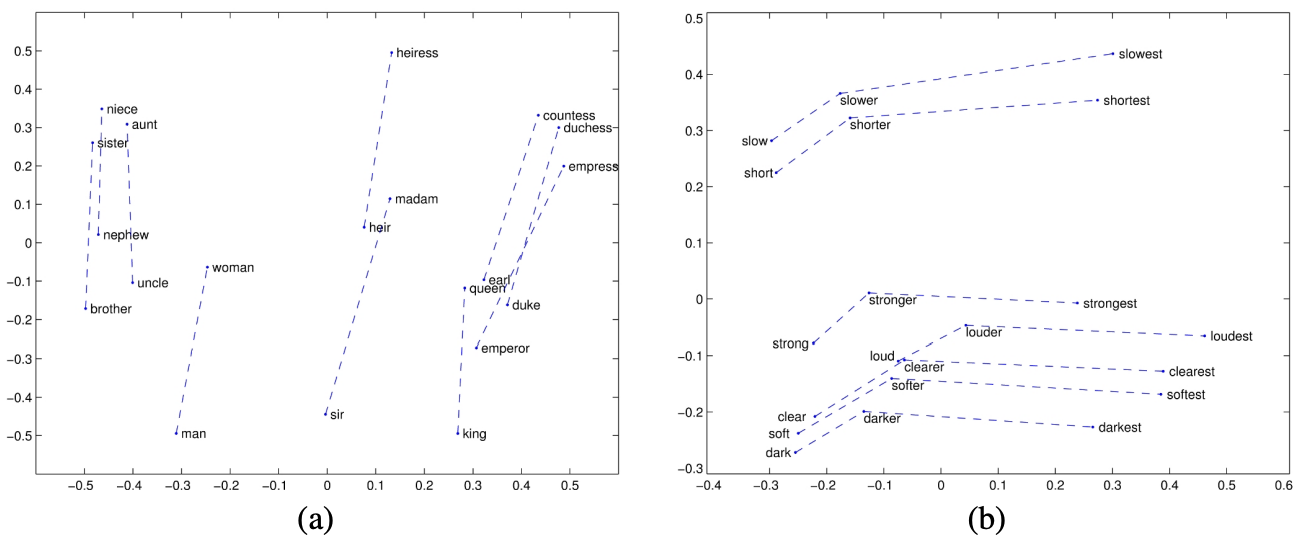 0.5
0.4
0.3
0.2
0.1
0
−0.1
−0.2
−0.3
−0.4
−0.5
−0.5 −0.4 −0.3 −0.2 −0.1 0 0.1 0.2 0.3 0.4 0.5
heiress
niece
aunt
sister
countess
duchess
empress
madam
heir
nephew
woman
uncle
brother
earl
queen
duke
emperor
sir
man
king
(a)
0.5
0.4
0.3
0.2
0.1
0
−0.1
−0.2
−0.3
−0.4 −0.3 −0.2 −0.1 0 0.1 0.2 0.3 0.4 0.5 0.6
slowest
slower
shortest
shorter
slow
short
stronger
strongest
strong
louder
loudest
loud
clearer
clearest
softer
softest
clear
darker
soft
darkest
dark
(b)